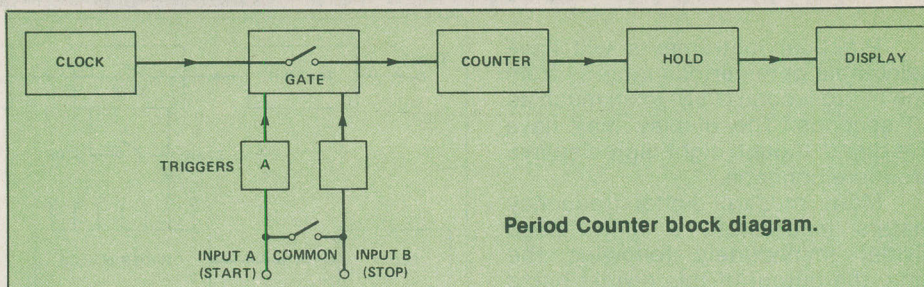 CLOCK
GATE
COUNTER
HOLD
DISPLAY
TRIGGERS
A
Period Counter block diagram.
INPUT A
(START)
COMMON
INPUT B
(STOP)